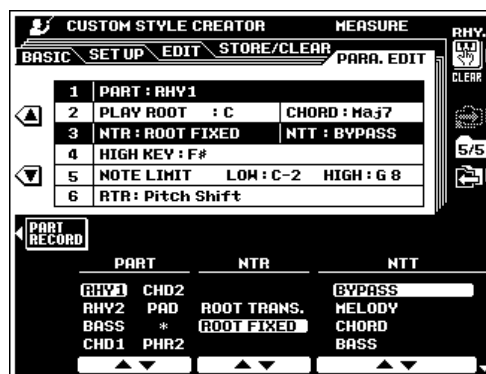 CUSTOM STYLE CREATOR MEASURE
RHY.
BASIC SET UP EDIT STORE/CLEAR PARA. EDIT
CLEAR
1 PART : RHY1
2 PLAY ROOT : C CHORD : Maj7
3 NTR : ROOT FIXED NTT : BYPASS
4 HIGH KEY : F#
5/5
5 NOTE LIMIT LOW : C-2 HIGH : G 8
6 RTR : Pitch Shift
PART
RECORD
PART NTR NTT
RHY1 CHD2 BYPASS
RHY2 PAD ROOT TRANS. MELODY
BASS * ROOT FIXED CHORD
CHD1 PHR2 BASS